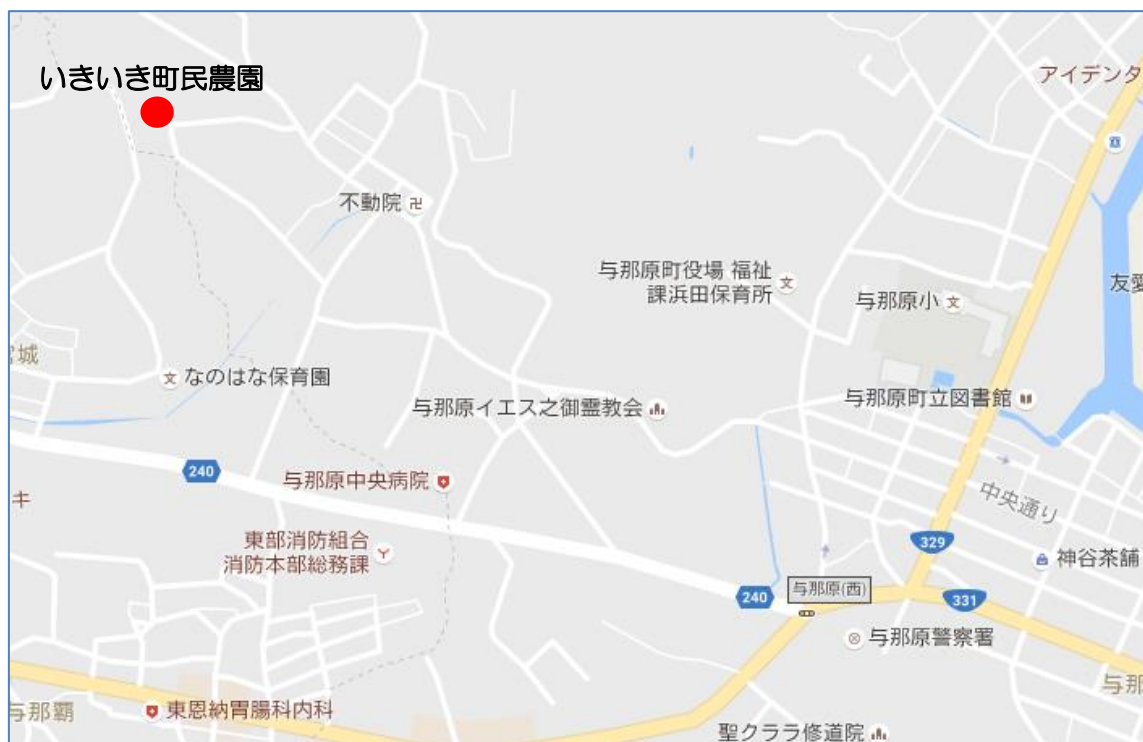 いきいき町民農園
アイデンタ
不動院
与那原町役場 福祉
課浜田保育所
与那原小
友愛
宮城
なのはな保育園
与那原イエス之御霊教会
与那原町立図書館
240
与那原中央病院
キ
中央通り
東部消防組合
消防本部総務課
329
神谷茶舗
240
与那原(西)
331
与那原警察署
与那
与那覇
東恩納胃腸科内科
聖クララ修道院